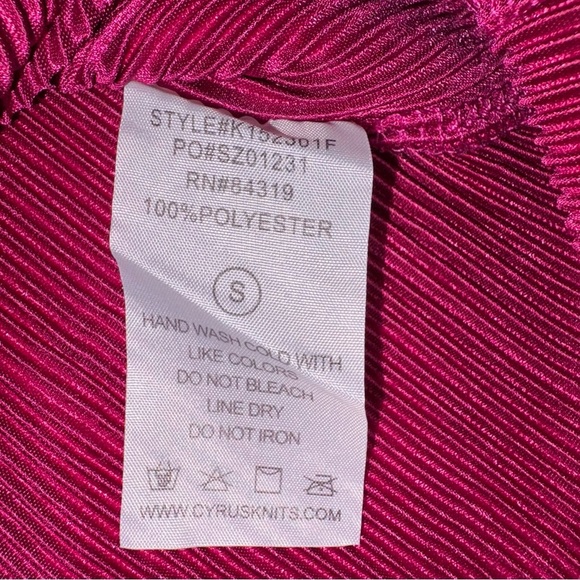 STYLE#K152361F
PO#SZ01231
RN#84319
100%POLYESTER
S
HAND WASH COLD WITH
LIKE COLORS
DO NOT BLEACH
LINE DRY
DO NOT IRON
WWW.CYRUSKNITS.COM